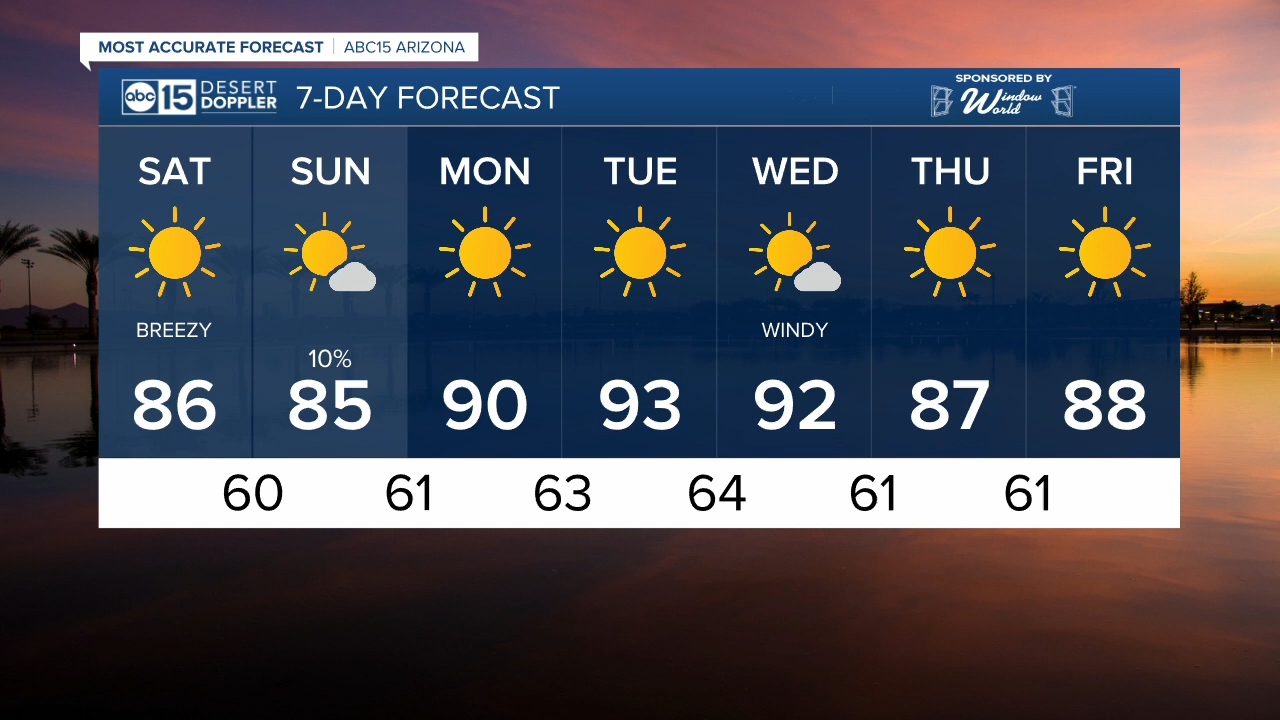 MOST ACCURATE FORECAST | ABC15 ARIZONA
abc 15 DESERT DOPPLER
7-DAY FORECAST
SPONSORED BY
Window World
SAT SUN MON TUE WED THU FRI
BREEZY WINDY
10%
86 85 90 93 92 87 88
60 61 63 64 61 61